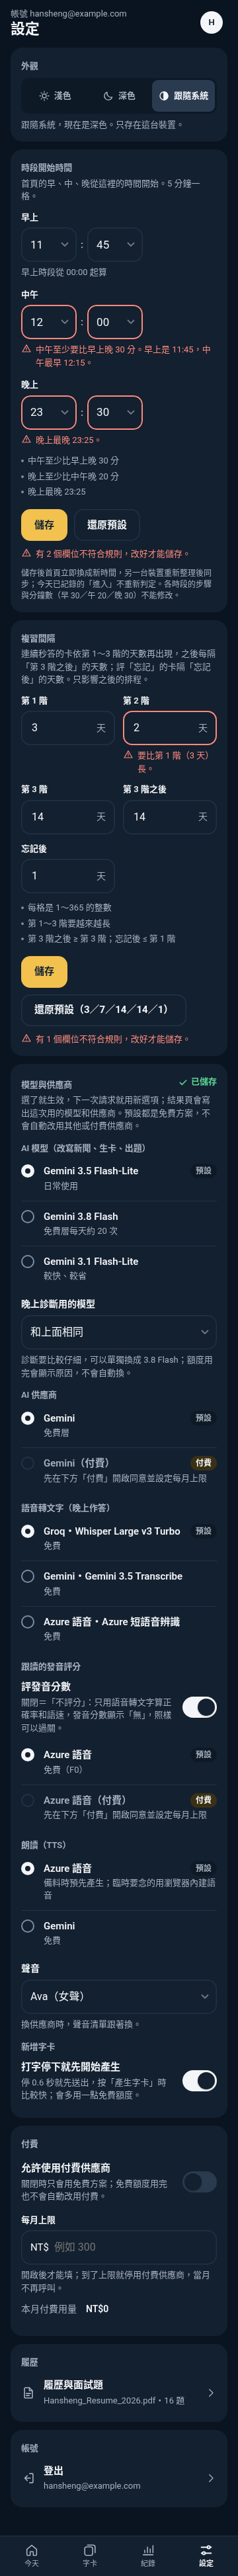 帳號 hansheng@example.com
設定
H
外觀
淺色
深色
跟隨系統
跟隨系統，現在是深色。只存在這台裝置。
時段開始時間
首頁的早、中、晚從這裡的時間開始。5 分鐘一
格。
早上
11 : 45
早上時段從 00:00 起算
中午
12 : 00
中午至少要比早上晚 30 分。早上是 11:45，中
午最早 12:15。
晚上
23 : 30
晚上最晚 23:25。
中午至少比早上晚 30 分
晚上至少比中午晚 20 分
晚上最晚 23:25
儲存
還原預設
有 2 個欄位不符合規則，改好才能儲存。
儲存後首頁立即換成新時間，另一台裝置重新整理後同
步；今天已記錄的「進入」不重新判定。各時段的步驟
與分鐘數（早 30／午 20／晚 30）不能修改。
複習間隔
連續秒答的卡依第 1～3 階的天數再出現，之後每隔
「第 3 階之後」的天數；評「忘記」的卡隔「忘記
後」的天數。只影響之後的排程。
第 1 階
第 2 階
3 天
2 天
要比第 1 階（3 天）
長。
第 3 階
第 3 階之後
14 天
14 天
忘記後
1 天
每格是 1～365 的整數
第 1～3 階要越來越長
第 3 階之後 ≥ 第 3 階；忘記後 ≤ 第 1 階
儲存
還原預設（3／7／14／14／1）
有 1 個欄位不符合規則，改好才能儲存。
模型與供應商
已儲存
選了就生效，下一次請求就用新選項；結果頁會寫
出這次用的模型和供應商。預設都是免費方案，不
會自動改用其他或付費供應商。
AI 模型（改寫新聞、生卡、出題）
Gemini 3.5 Flash-Lite
預設
日常使用
Gemini 3.8 Flash
免費層每天約 20 次
Gemini 3.1 Flash-Lite
較快、較省
晚上診斷用的模型
和上面相同
診斷要比較仔細，可以單獨換成 3.8 Flash；額度用
完會顯示原因，不會自動換。
AI 供應商
Gemini
預設
免費層
Gemini（付費）
付費
先在下方「付費」開啟同意並設定每月上限
語音轉文字（晚上作答）
Groq・Whisper Large v3 Turbo
預設
免費
Gemini・Gemini 3.5 Transcribe
免費
Azure 語音・Azure 短語音辨識
免費
跟讀的發音評分
評發音分數
關閉＝「不評分」：只用語音轉文字算正
確率和語速，發音分數顯示「無」，照樣
可以過關。
Azure 語音
預設
免費（F0）
Azure 語音（付費）
付費
先在下方「付費」開啟同意並設定每月上限
朗讀（TTS）
Azure 語音
預設
備料時預先產生；臨時要念的用瀏覽器內建語
音
Gemini
免費
聲音
Ava（女聲）
換供應商時，聲音清單跟著換。
新增字卡
打字停下就先開始產生
停 0.6 秒就先送出，按「產生字卡」時
比較快；會多用一點免費額度。
付費
允許使用付費供應商
關閉時只會用免費方案；免費額度用完
也不會自動改用付費。
每月上限
NT$ 例如 300
開啟後才能填；到了上限就停用付費供應商，當月
不再呼叫。
本月付費用量 NT$0
履歷
履歷與面試題
Hansheng_Resume_2026.pdf・16 題
帳號
登出
hansheng@example.com
今天
字卡
紀錄
設定